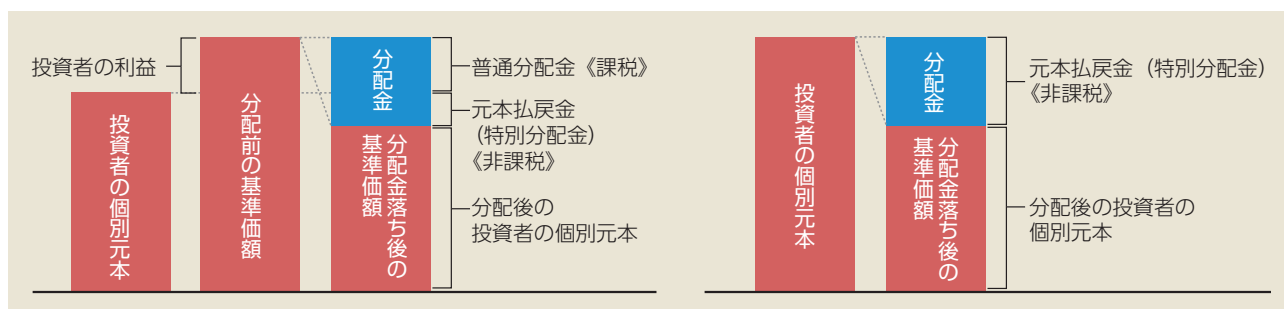 投資者の利益
投資者の個別元本
分配前の基準価額
分配金
分配金落ち後の
基準価額
普通分配金《課税》
元本払戻金
(特別分配金)
《非課税》
分配後の
投資者の個別元本
投資者の個別元本
分配金
分配金落ち後の
基準価額
元本払戻金(特別分配金)
《非課税》
分配後の投資者の
個別元本